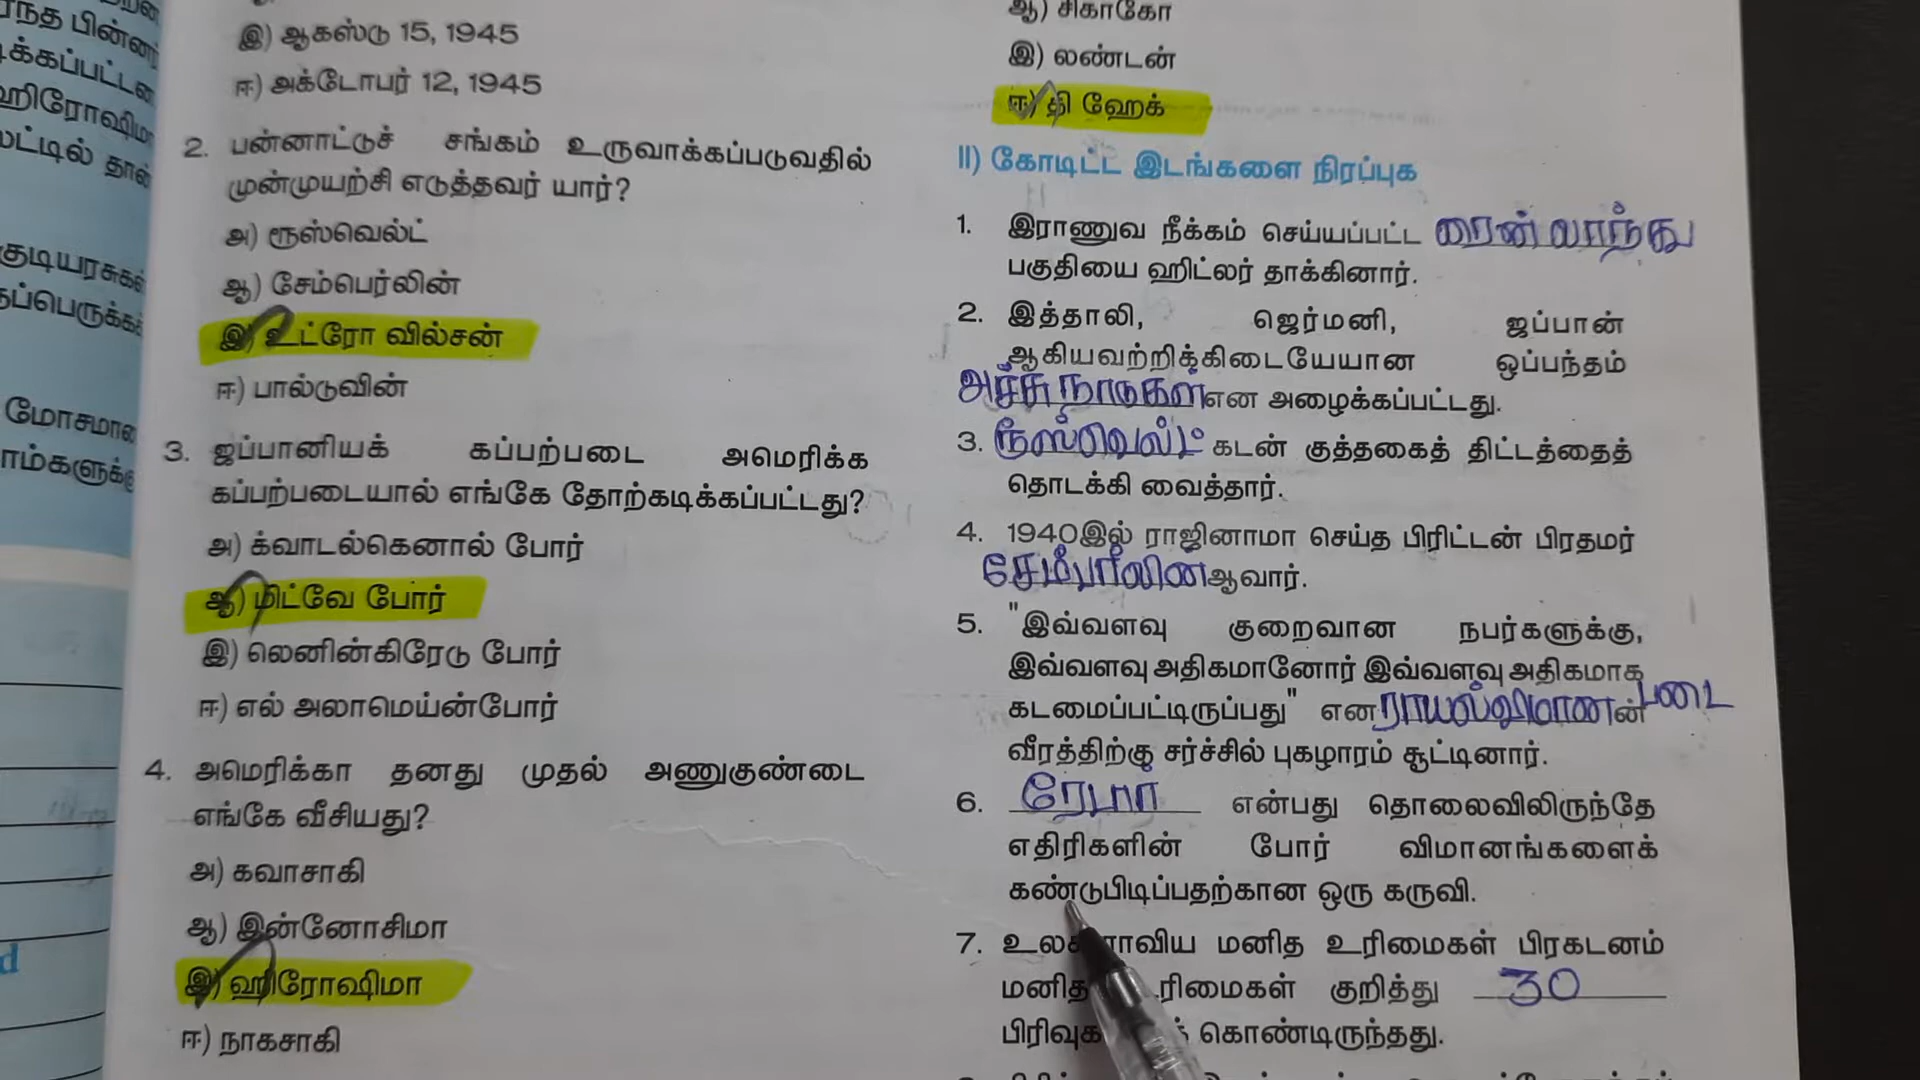 இ) ஆகஸ்டு 15, 1945
ஈ) அக்டோபர் 12, 1945
2. பன்னாட்டுச் சங்கம் உருவாக்கப்படுவதில்
முன்முயற்சி எடுத்தவர் யார்?
அ) ரூஸ்வெல்ட்
ஆ) சேம்பெர்லின்
இ) உட்ரோ வில்சன்
ஈ) பால்டுவின்
3. ஜப்பானியக் கப்பற்படை அமெரிக்க
கப்பற்படையால் எங்கே தோற்கடிக்கப்பட்டது?
அ) க்வாடல்கெனால் போர்
ஆ) மிட்வே போர்
இ) லெனின்கிரேடு போர்
ஈ) எல் அலாமெய்ன்போர்
4. அமெரிக்கா தனது முதல் அணுகுண்டை
எங்கே வீசியது?
அ) கவாசாகி
ஆ) இன்னோசிமா
இ) ஹிரோஷிமா
ஈ) நாகசாகி
ஆ) சிகாகோ
இ) லண்டன்
ஈ) தி ஹேக்
II) கோடிட்ட இடங்களை நிரப்புக
1. இராணுவ நீக்கம் செய்யப்பட்ட ரைன்லாந்து
பகுதியை ஹிட்லர் தாக்கினார்.
2. இத்தாலி, ஜெர்மனி, ஜப்பான்
ஆகியவற்றிக்கிடையேயான ஒப்பந்தம்
அச்சு நாடுகள் என அழைக்கப்பட்டது.
3. ரூஸ்வெல்ட் கடன் குத்தகைத் திட்டத்தைத்
தொடக்கி வைத்தார்.
4. 1940இல் ராஜினாமா செய்த பிரிட்டன் பிரதமர்
சேம்பர்லின் ஆவார்.
5. "இவ்வளவு குறைவான நபர்களுக்கு,
இவ்வளவு அதிகமானோர் இவ்வளவு அதிகமாக
கடமைப்பட்டிருப்பது" என ராயல் விமான படை ன்
வீரத்திற்கு சர்ச்சில் புகழாரம் சூட்டினார்.
6. ரேடார் என்பது தொலைவிலிருந்தே
எதிரிகளின் போர் விமானங்களைக்
கண்டுபிடிப்பதற்கான ஒரு கருவி.
7. மனித உரிமைகள் பிரகடனம்
மனித குறித்து 30
கொண்டிருந்தது.